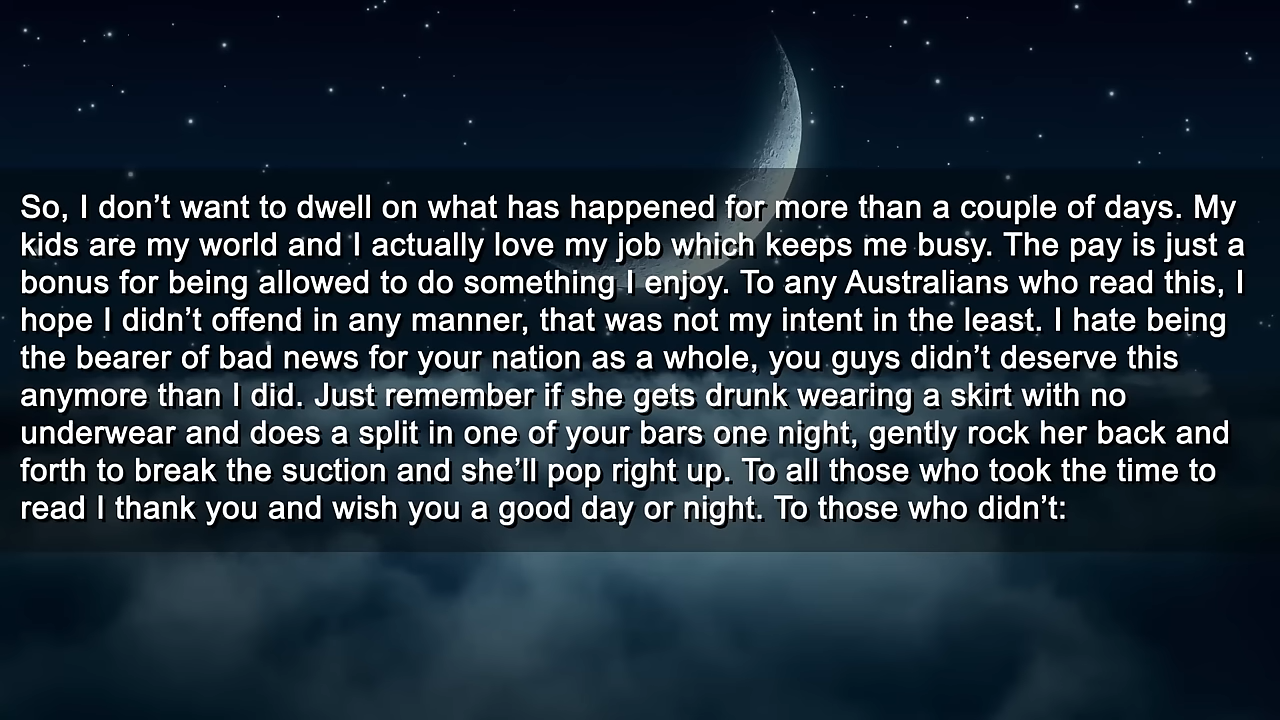 So, I don’t want to dwell on what has happened for more than a couple of days. My
kids are my world and I actually love my job which keeps me busy. The pay is just a
bonus for being allowed to do something I enjoy. To any Australians who read this, I
hope I didn’t offend in any manner, that was not my intent in the least. I hate being
the bearer of bad news for your nation as a whole, you guys didn’t deserve this
anymore than I did. Just remember if she gets drunk wearing a skirt with no
underwear and does a split in one of your bars one night, gently rock her back and
forth to break the suction and she’ll pop right up. To all those who took the time to
read I thank you and wish you a good day or night. To those who didn’t: